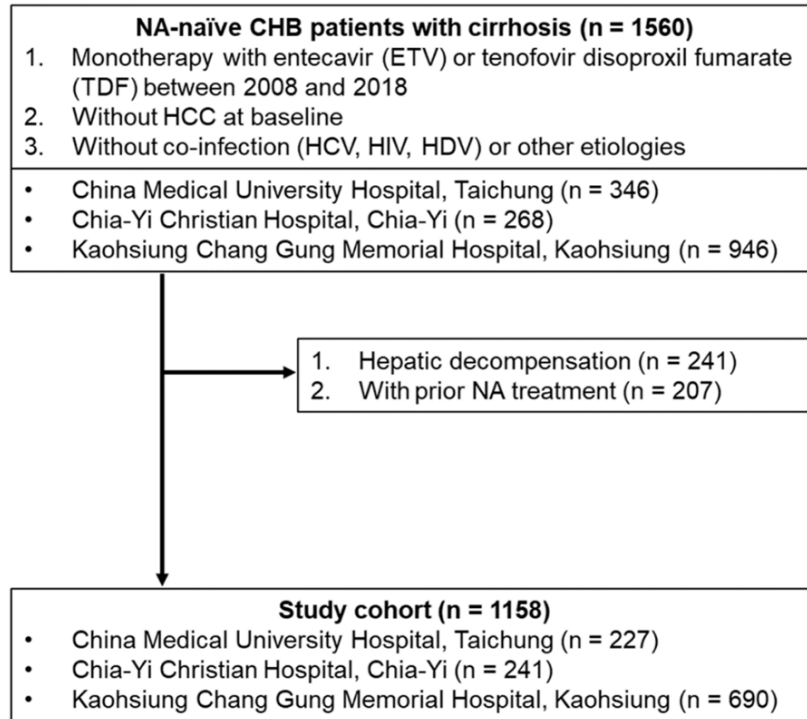 NA-naïve CHB patients with cirrhosis (n = 1560)
1. Monotherapy with entecavir (ETV) or tenofovir disoproxil fumarate
(TDF) between 2008 and 2018
2. Without HCC at baseline
3. Without co-infection (HCV, HIV, HDV) or other etiologies
• China Medical University Hospital, Taichung (n = 346)
• Chia-Yi Christian Hospital, Chia-Yi (n = 268)
• Kaohsiung Chang Gung Memorial Hospital, Kaohsiung (n = 946)
1. Hepatic decompensation (n = 241)
2. With prior NA treatment (n = 207)
Study cohort (n = 1158)
• China Medical University Hospital, Taichung (n = 227)
• Chia-Yi Christian Hospital, Chia-Yi (n = 241)
• Kaohsiung Chang Gung Memorial Hospital, Kaohsiung (n = 690)